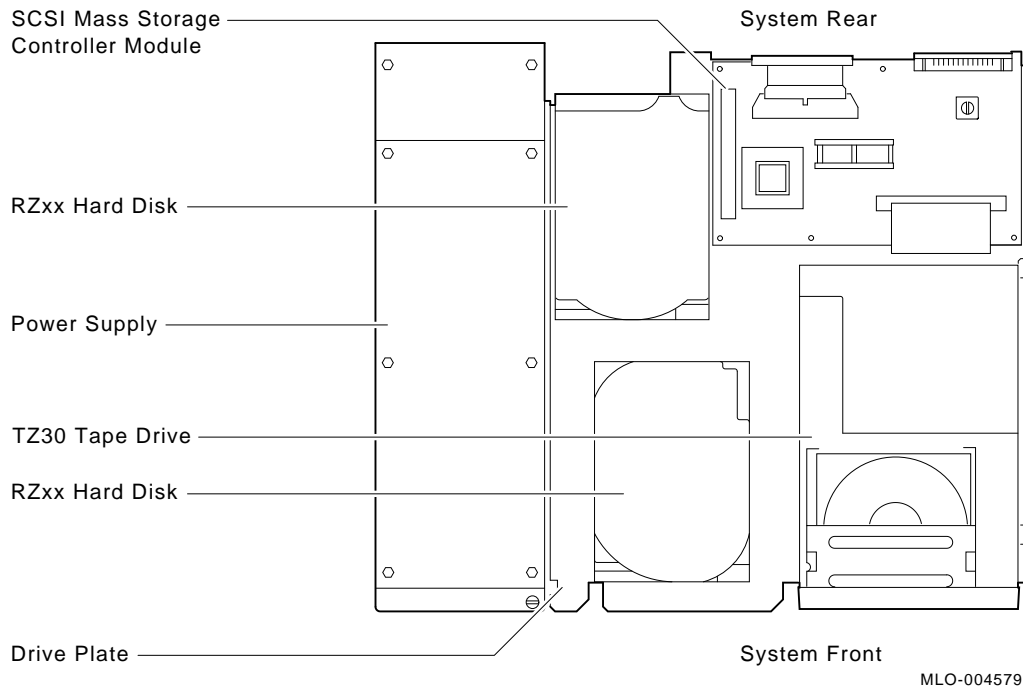 SCSI Mass Storage
Controller Module
System Rear
RZxx Hard Disk
Power Supply
TZ30 Tape Drive
RZxx Hard Disk
Drive Plate
System Front
MLO-004579